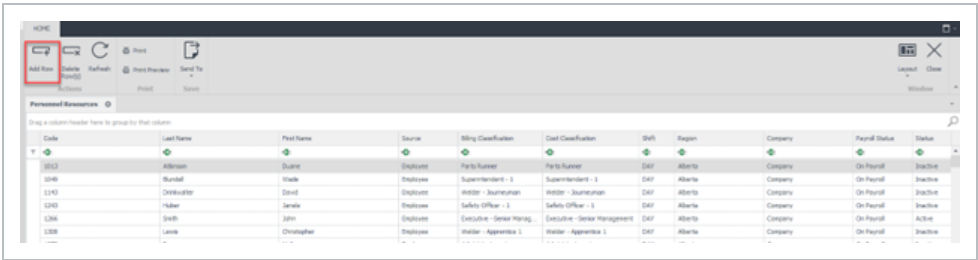 HOME
Add Row Delete Row(s) Refresh Print Print Preview Send To Layout Close
Actions Print Save Window
Personnel Resources
Drag a column header here to group by that column
Code Last Name First Name Source Billing Classification Cost Classification Shift Region Company Payroll Status Status
1013 Atkinson Duane Employee Parts Runner Parts Runner DAY Alberta Company On Payroll Inactive
1048 Blundell Wade Employee Superintendent - 1 Superintendent - 1 DAY Alberta Company On Payroll Inactive
1143 Drinkwalter David Employee Welder - Journeyman Welder - Journeyman DAY Alberta Company On Payroll Inactive
1243 Huber Employee Safety Officer - 1 Safety Officer - 1 DAY Alberta Company On Payroll Inactive
1266 Smith John Employee Executive - Senior Manag... Executive - Senior Management DAY Alberta Company On Payroll Active
1308 Lewis Christopher Employee Welder - Apprentice 1 Welder - Apprentice 1 DAY Alberta Company On Payroll Inactive